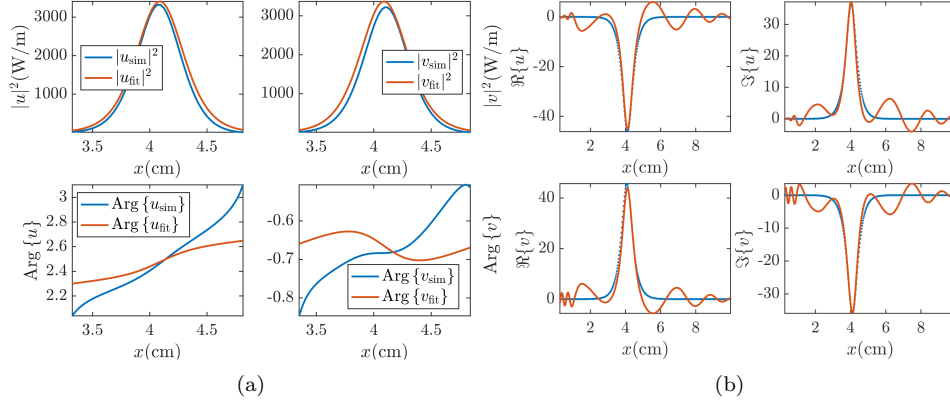 3000
2000
1000
|u|²(W/m)
|u_sim|²
|u_fit|²
3.5 4 4.5
x(cm)
3000
2000
1000
|v|²(W/m)
|v_sim|²
|v_fit|²
3.5 4 4.5
x(cm)
3
2.8
2.6
2.4
2.2
Arg {u}
Arg {u_sim}
Arg {u_fit}
3.5 4 4.5
x(cm)
-0.6
-0.7
-0.8
Arg {v}
Arg {v_sim}
Arg {v_fit}
3.5 4 4.5
x(cm)
(a)
0
-20
-40
ℜ{u}
2 4 6 8
x(cm)
30
20
10
0
ℑ{u}
2 4 6 8
x(cm)
40
20
0
ℜ{v}
2 4 6 8
x(cm)
0
-10
-20
-30
ℑ{v}
2 4 6 8
x(cm)
(b)